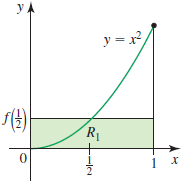 y
y = x²
f(1/2)
R₁
0
1/2
1
x